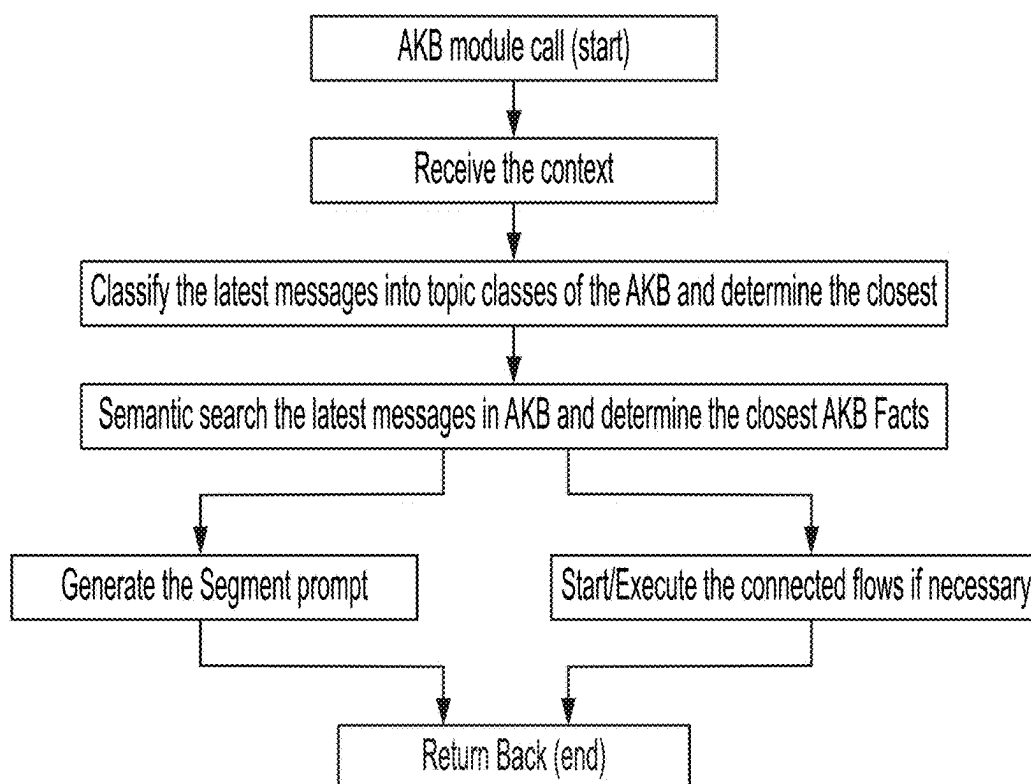 AKB module call (start)
Receive the context
Classify the latest messages into topic classes of the AKB and determine the closest
Semantic search the latest messages in AKB and determine the closest AKB Facts
Generate the Segment prompt
Start/Execute the connected flows if necessary
Return Back (end)